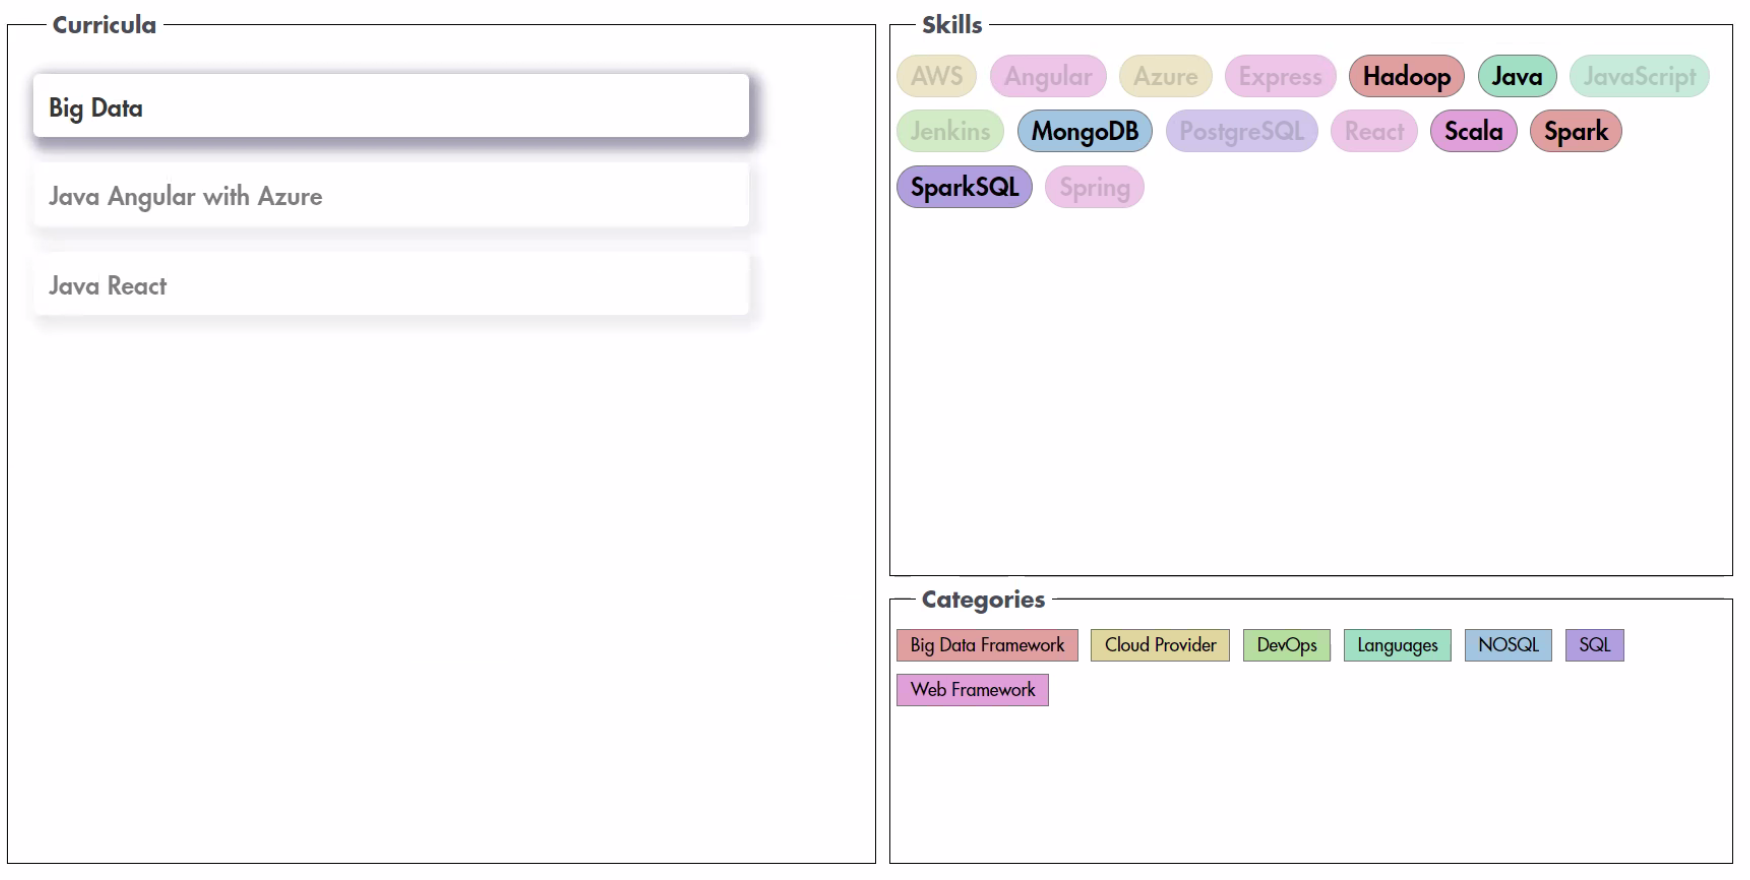 Curricula
Big Data
Java Angular with Azure
Java React
Skills
AWS Angular Azure Express Hadoop Java JavaScript
Jenkins MongoDB PostgreSQL React Scala Spark
SparkSQL Spring
Categories
Big Data Framework Cloud Provider DevOps Languages NOSQL SQL
Web Framework